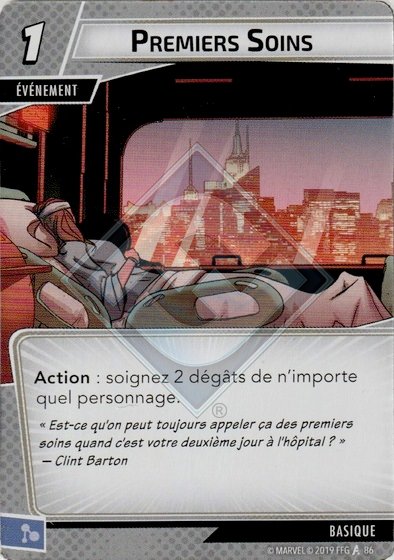 1
PREMIERS SOINS
ÉVÉNEMENT
Action : soignez 2 dégâts de n'importe
quel personnage.
« Est-ce qu'on peut toujours appeler ça des premiers
soins quand c'est votre deuxième jour à l'hôpital ? »
— Clint Barton
®
BASIQUE
© MARVEL © 2019 FFG 86